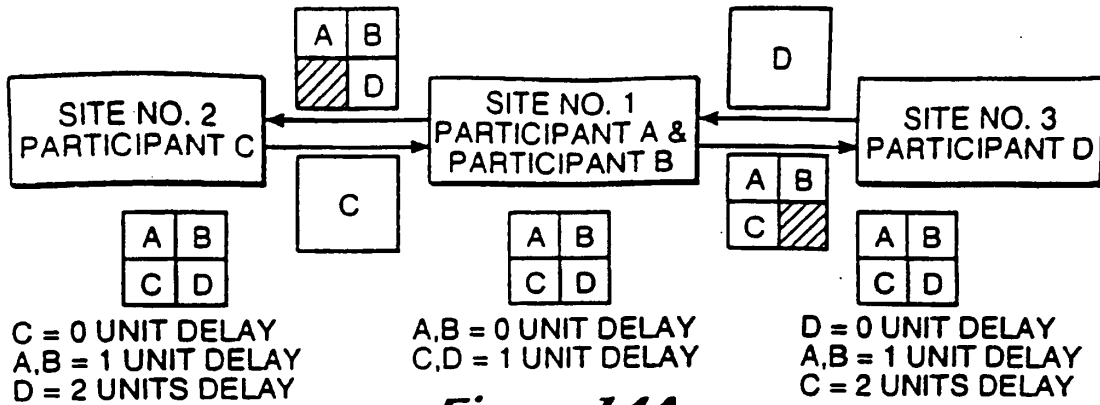 A B
D
D
SITE NO. 2
PARTICIPANT C
SITE NO. 1
PARTICIPANT A &
PARTICIPANT B
SITE NO. 3
PARTICIPANT D
C
A B
C
A B
C D
A B
C D
A B
C D
C = 0 UNIT DELAY
A,B = 1 UNIT DELAY
D = 2 UNITS DELAY
A,B = 0 UNIT DELAY
C,D = 1 UNIT DELAY
D = 0 UNIT DELAY
A,B = 1 UNIT DELAY
C = 2 UNITS DELAY